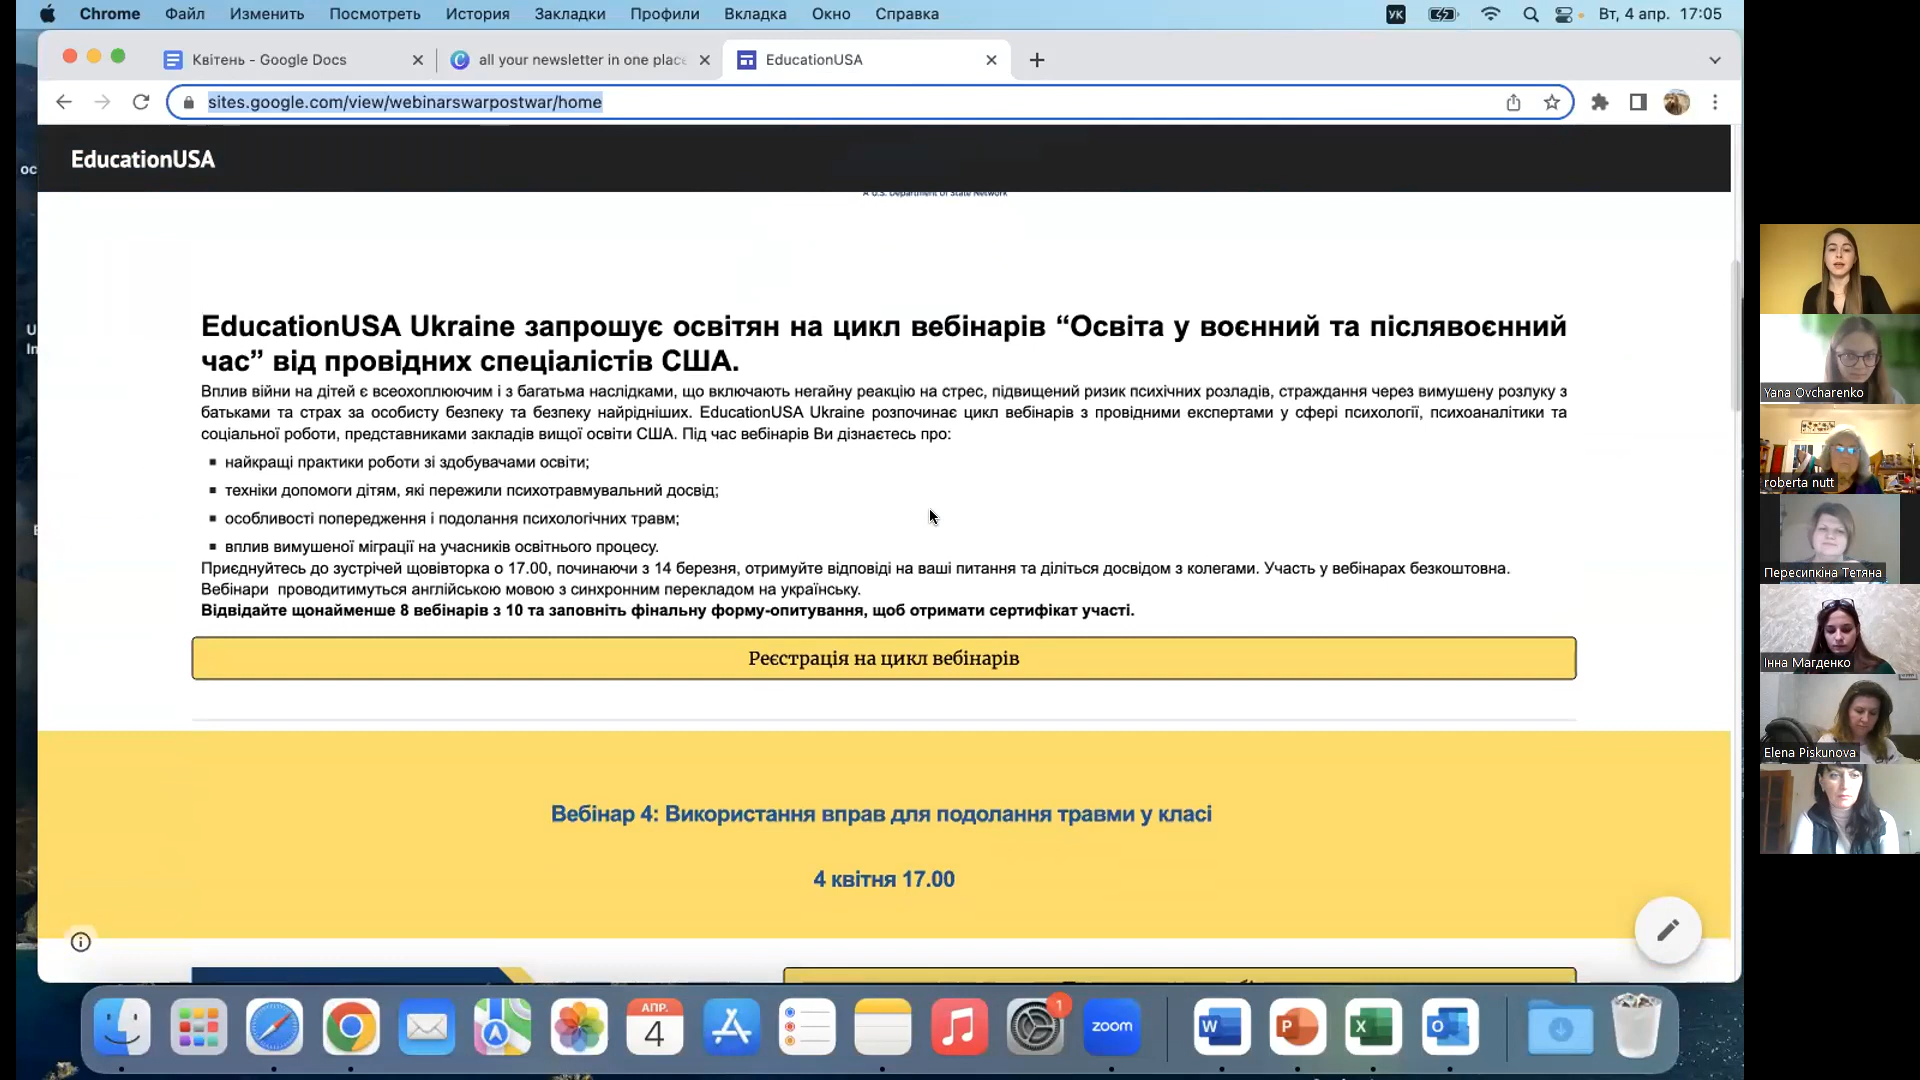 Chrome Файл Изменить Посмотреть История Закладки Профили Вкладка Окно Справка УК Вт, 4 апр. 17:05
Квітень - Google Docs
all your newsletter in one place
EducationUSA
sites.google.com/view/webinarswarpostwar/home
EducationUSA
A U.S. Department of State Network
EducationUSA Ukraine запрошує освітян на цикл вебінарів “Освіта у воєнний та післявоєнний
час” від провідних спеціалістів США.
Вплив війни на дітей є всеохоплюючим і з багатьма наслідками, що включають негайну реакцію на стрес, підвищений ризик психічних розладів, страждання через вимушену розлуку з
батьками та страх за особисту безпеку та безпеку найрідніших. EducationUSA Ukraine розпочинає цикл вебінарів з провідними експертами у сфері психології, психоаналітики та
соціальної роботи, представниками закладів вищої освіти США. Під час вебінарів Ви дізнаєтесь про:
▪ найкращі практики роботи зі здобувачами освіти;
▪ техніки допомоги дітям, які пережили психотравмувальний досвід;
▪ особливості попередження і подолання психологічних травм;
▪ вплив вимушеної міграції на учасників освітнього процесу.
Приєднуйтесь до зустрічей щовівторка о 17.00, починаючи з 14 березня, отримуйте відповіді на ваші питання та діліться досвідом з колегами. Участь у вебінарах безкоштовна.
Вебінари проводитимуться англійською мовою з синхронним перекладом на українську.
Відвідайте щонайменше 8 вебінарів з 10 та заповніть фінальну форму-опитування, щоб отримати сертифікат участі.
Реєстрація на цикл вебінарів
Вебінар 4: Використання вправ для подолання травми у класі
4 квітня 17.00
Yana Ovcharenko
roberta nutt
Пересипкіна Тетяна
Інна Магденко
Elena Piskunova
АПР.
4
1
zoom
W
P
X
O